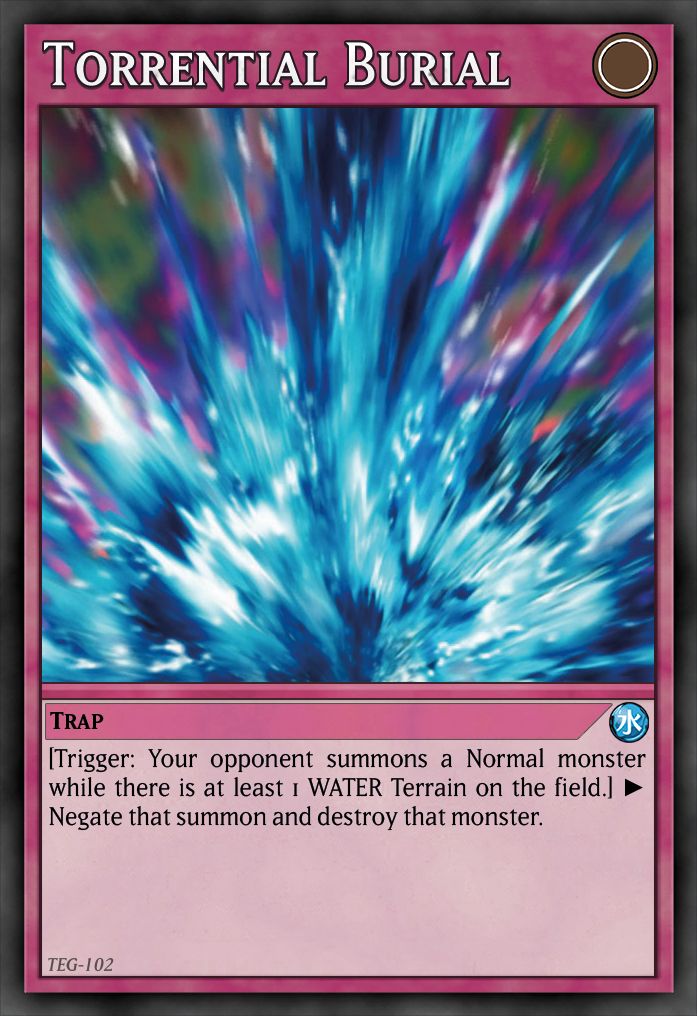 Torrential Burial
Trap
水
[Trigger: Your opponent summons a Normal monster
while there is at least 1 WATER Terrain on the field.] ►
Negate that summon and destroy that monster.
TEG-102